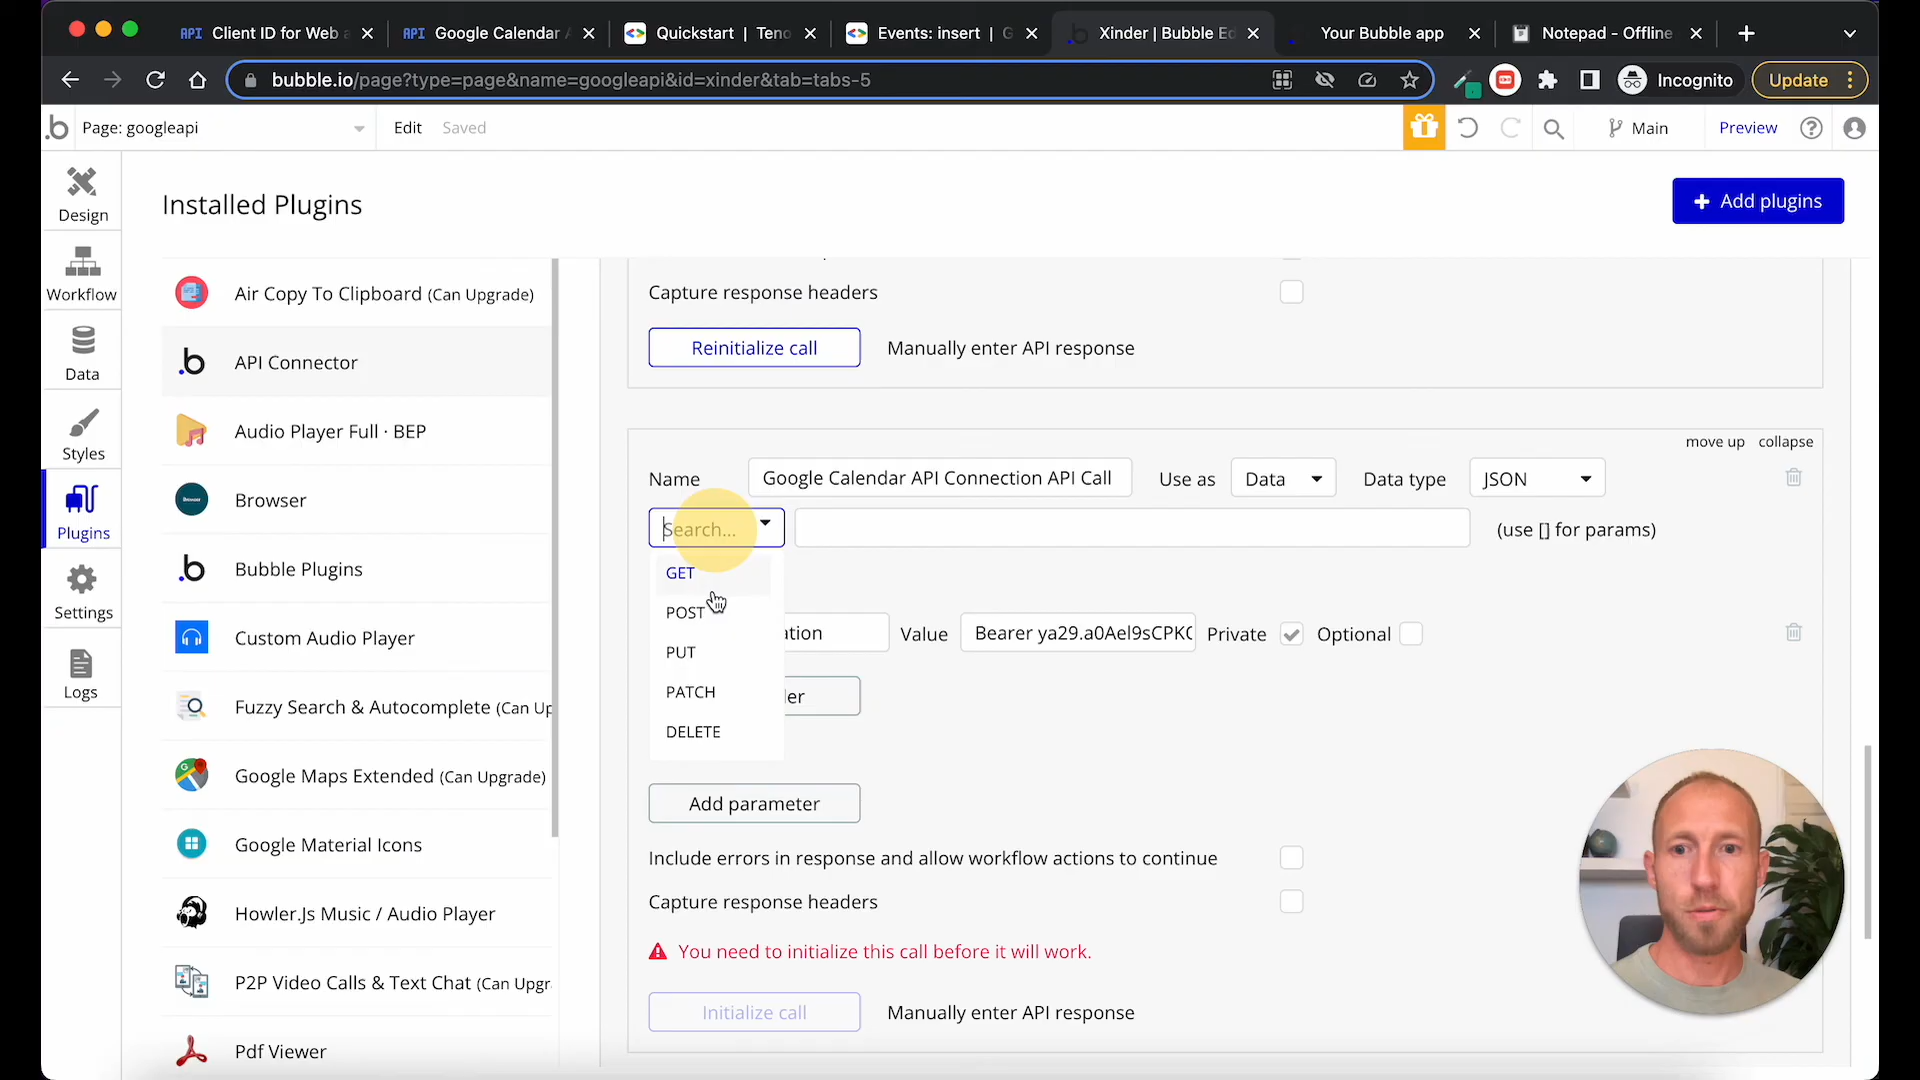 API Client ID for Web a
API Google Calendar A
Quickstart | Teno
Events: insert | G
Xinder | Bubble Ed
Your Bubble app
Notepad - Offline
bubble.io/page?type=page&name=googleapi&id=xinder&tab=tabs-5
Incognito
Update
Page: googleapi
Edit
Saved
Main
Preview
Design
Workflow
Data
Styles
Plugins
Settings
Logs
Installed Plugins
Add plugins
Air Copy To Clipboard (Can Upgrade)
API Connector
Audio Player Full · BEP
Browser
Bubble Plugins
Custom Audio Player
Fuzzy Search & Autocomplete (Can Up
Google Maps Extended (Can Upgrade)
Google Material Icons
Howler.Js Music / Audio Player
P2P Video Calls & Text Chat (Can Upgr
Pdf Viewer
Capture response headers
Reinitialize call
Manually enter API response
move up collapse
Name Google Calendar API Connection API Call Use as Data Data type JSON
Search... (use [] for params)
GET
POST
PUT
PATCH
DELETE
ation Value Bearer ya29.a0Ael9sCPK Private Optional
er
Add parameter
Include errors in response and allow workflow actions to continue
Capture response headers
You need to initialize this call before it will work.
Initialize call
Manually enter API response